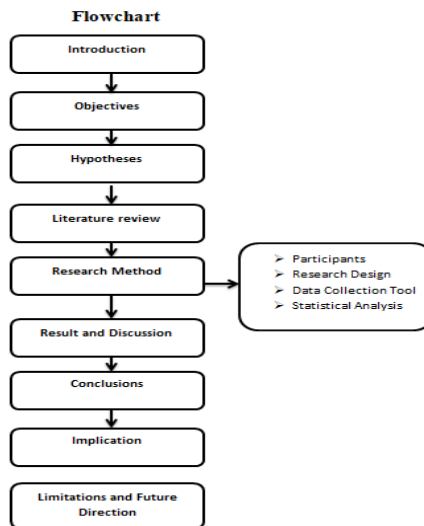 Flowchart
Introduction
Objectives
Hypotheses
Literature review
Research Method
➢ Participants
➢ Research Design
➢ Data Collection Tool
➢ Statistical Analysis
Result and Discussion
Conclusions
Implication
Limitations and Future
Direction